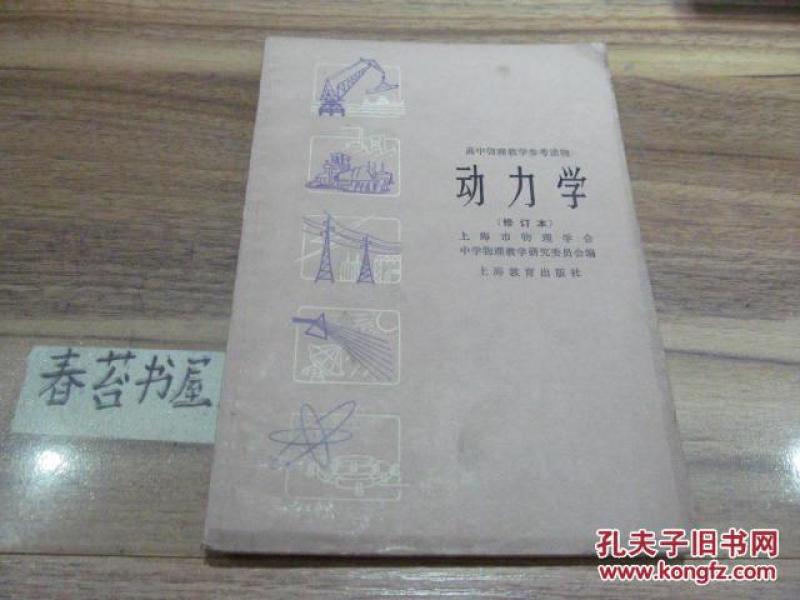 高中物理教学参考读物
动力学
(修订本)
上海市物理学会
中学物理教学研究委员会编
上海教育出版社
春苔书屋
孔夫子旧书网
www.kongfz.com